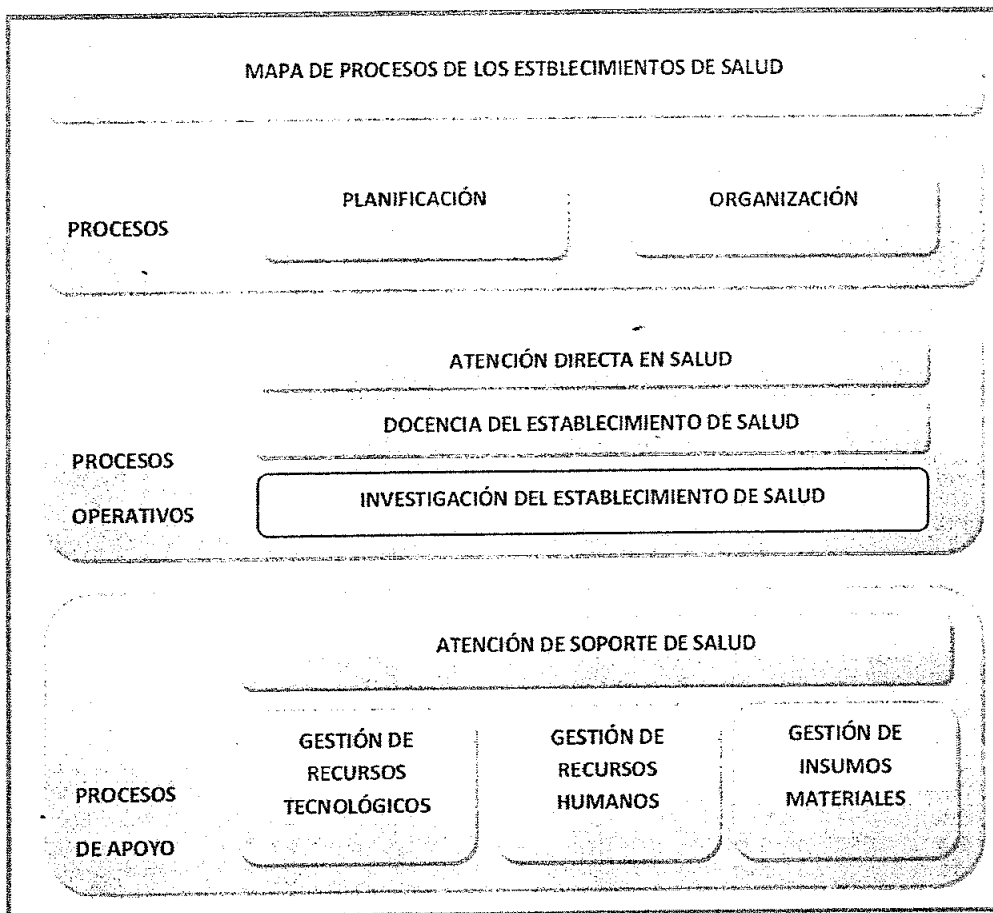 MAPA DE PROCESOS DE LOS ESTBLECIMIENTOS DE SALUD
PLANIFICACIÓN
ORGANIZACIÓN
PROCESOS
ATENCIÓN DIRECTA EN SALUD
DOCENCIA DEL ESTABLECIMIENTO DE SALUD
INVESTIGACIÓN DEL ESTABLECIMIENTO DE SALUD
PROCESOS
OPERATIVOS
ATENCIÓN DE SOPORTE DE SALUD
GESTIÓN DE
RECURSOS
TECNOLÓGICOS
GESTIÓN DE
RECURSOS
HUMANOS
GESTIÓN DE
INSUMOS
MATERIALES
PROCESOS
DE APOYO